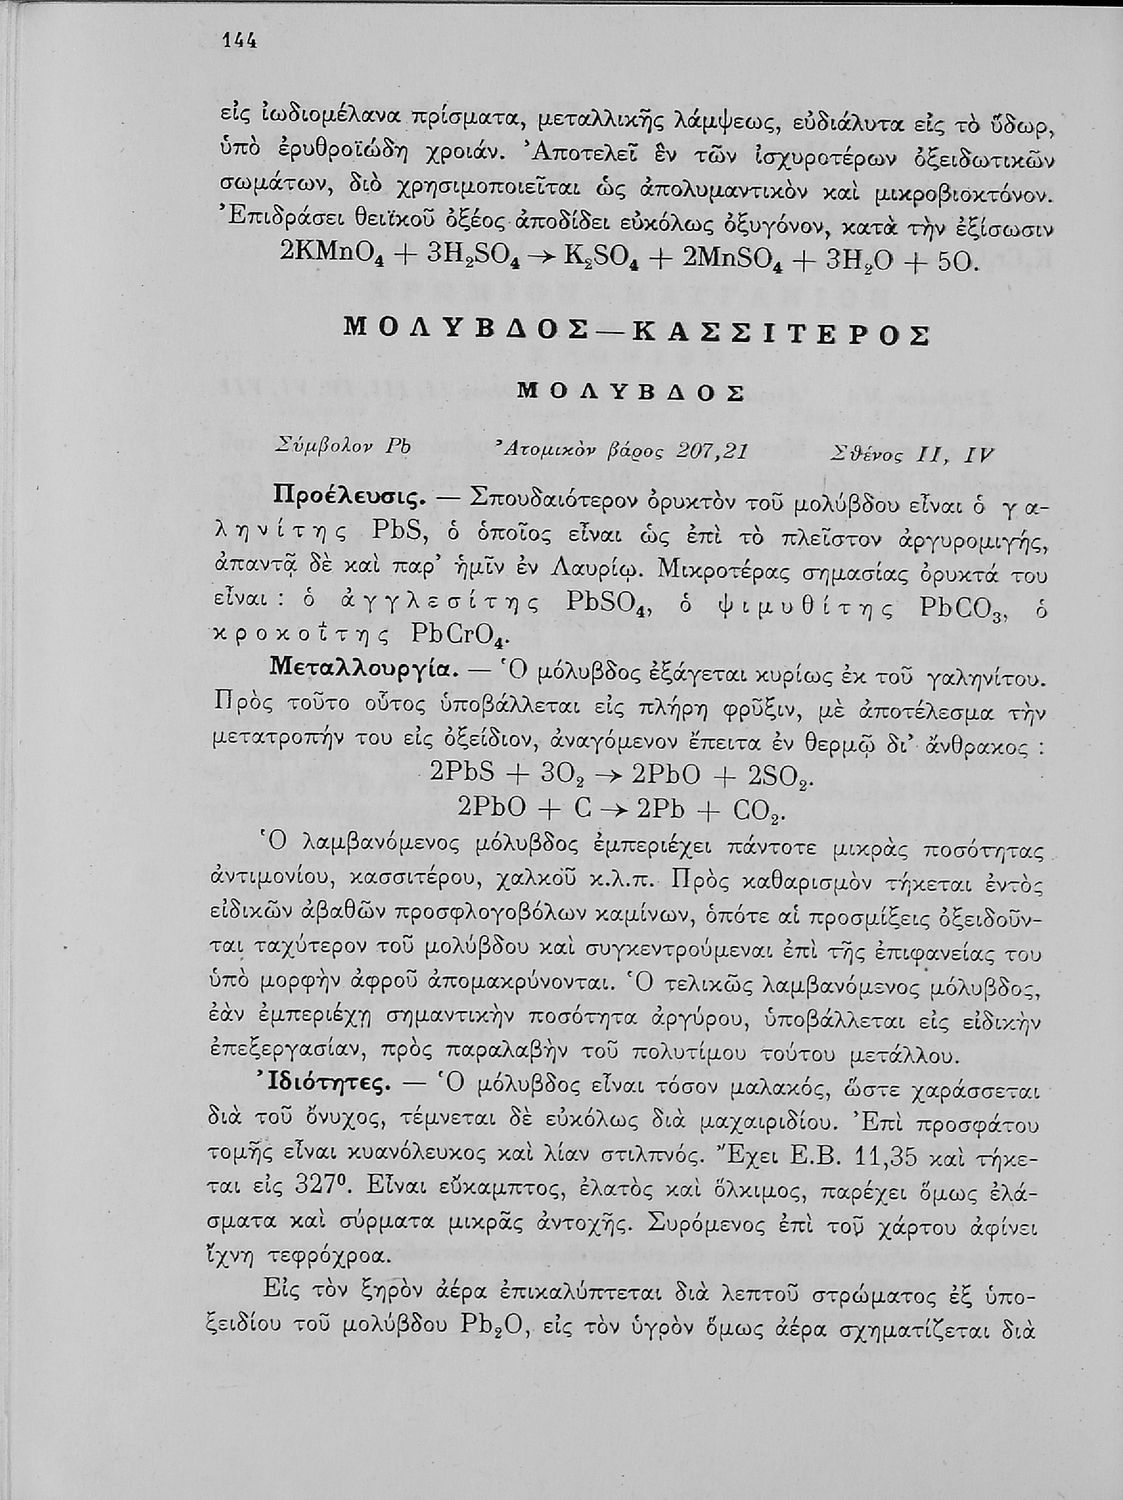 144
εἰς ἰωδιομέλανα πρίσματα, μεταλλικῆς λάμψεως, εὐδιάλυτα εἰς τὸ ὕδωρ,
ὑπὸ ἐρυθροϊώδη χροιάν. Ἀποτελεῖ ἓν τῶν ἰσχυροτέρων ὀξειδωτικῶν
σωμάτων, διὸ χρησιμοποιεῖται ὡς ἀπολυμαντικὸν καὶ μικροβιοκτόνον.
Ἐπιδράσει θειϊκοῦ ὀξέος ἀποδίδει εὐκόλως ὀξυγόνον, κατὰ τὴν ἐξίσωσιν
2KMnO₄ + 3H₂SO₄ → K₂SO₄ + 2MnSO₄ + 3H₂O + 5O.
ΜΟΛΥΒΔΟΣ — ΚΑΣΣΙΤΕΡΟΣ
ΜΟΛΥΒΔΟΣ
Σύμβολον Pb Ἀτομικὸν βάρος 207,21 Σθένος II, IV
Προέλευσις. — Σπουδαιότερον ὀρυκτὸν τοῦ μολύβδου εἶναι ὁ γα-
ληνίτης PbS, ὁ ὁποῖος εἶναι ὡς ἐπὶ τὸ πλεῖστον ἀργυρομιγής,
ἀπαντᾷ δὲ καὶ παρ' ἡμῖν ἐν Λαυρίῳ. Μικροτέρας σημασίας ὀρυκτά του
εἶναι : ὁ ἀγγλεσίτης PbSO₄, ὁ ψιμυθίτης PbCO₃, ὁ
κροκοΐτης PbCrO₄.
Μεταλλουργία. — Ὁ μόλυβδος ἐξάγεται κυρίως ἐκ τοῦ γαληνίτου.
Πρὸς τοῦτο οὗτος ὑποβάλλεται εἰς πλήρη φρῦξιν, μὲ ἀποτέλεσμα τὴν
μετατροπήν του εἰς ὀξείδιον, ἀναγόμενον ἔπειτα ἐν θερμῷ δι' ἄνθρακος :
2PbS + 3O₂ → 2PbO + 2SO₂.
2PbO + C → 2Pb + CO₂.
Ὁ λαμβανόμενος μόλυβδος ἐμπεριέχει πάντοτε μικρὰς ποσότητας
ἀντιμονίου, κασσιτέρου, χαλκοῦ κ.λ.π. Πρὸς καθαρισμὸν τήκεται ἐντὸς
εἰδικῶν ἀβαθῶν προσφλογοβόλων καμίνων, ὁπότε αἱ προσμίξεις ὀξειδοῦν-
ται ταχύτερον τοῦ μολύβδου καὶ συγκεντρούμεναι ἐπὶ τῆς ἐπιφανείας του
ὑπὸ μορφὴν ἀφροῦ ἀπομακρύνονται. Ὁ τελικῶς λαμβανόμενος μόλυβδος,
ἐὰν ἐμπεριέχῃ σημαντικὴν ποσότητα ἀργύρου, ὑποβάλλεται εἰς εἰδικὴν
ἐπεξεργασίαν, πρὸς παραλαβὴν τοῦ πολυτίμου τούτου μετάλλου.
Ἰδιότητες. — Ὁ μόλυβδος εἶναι τόσον μαλακός, ὥστε χαράσσεται
διὰ τοῦ ὄνυχος, τέμνεται δὲ εὐκόλως διὰ μαχαιριδίου. Ἐπὶ προσφάτου
τομῆς εἶναι κυανόλευκος καὶ λίαν στιλπνός. Ἔχει Ε.Β. 11,35 καὶ τήκε-
ται εἰς 327⁰. Εἶναι εὔκαμπτος, ἐλατὸς καὶ ὅλκιμος, παρέχει ὅμως ἐλά-
σματα καὶ σύρματα μικρᾶς ἀντοχῆς. Συρόμενος ἐπὶ τοῦ χάρτου ἀφίνει
ἴχνη τεφρόχροα.
Εἰς τὸν ξηρὸν ἀέρα ἐπικαλύπτεται διὰ λεπτοῦ στρώματος ἐξ ὑπο-
ξειδίου τοῦ μολύβδου Pb₂O, εἰς τὸν ὑγρὸν ὅμως ἀέρα σχηματίζεται διὰ